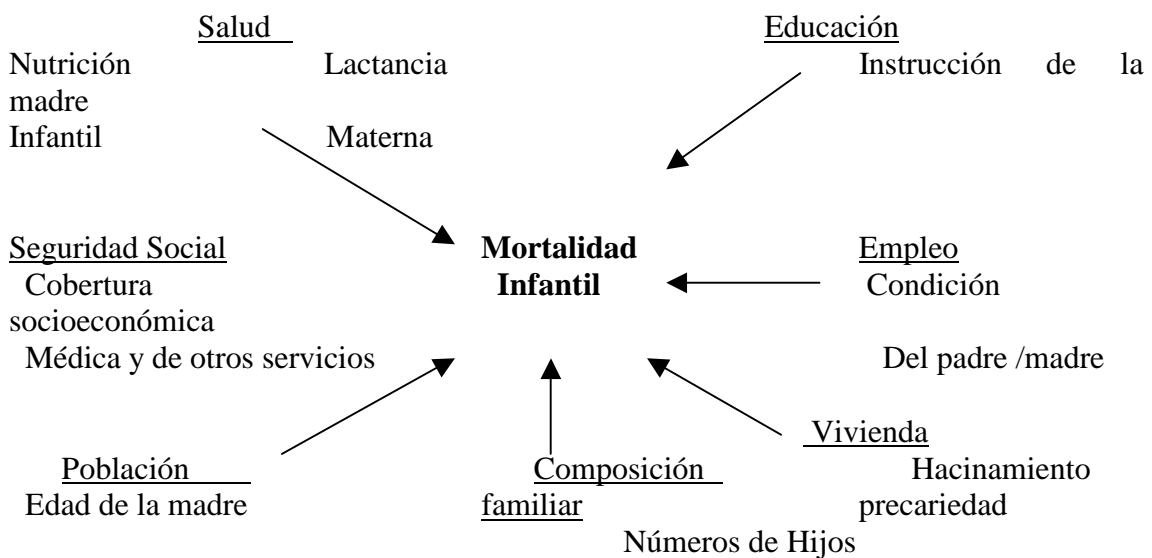 Salud Educación
Nutrición Lactancia Instrucción de la
madre
Infantil Materna
Seguridad Social Mortalidad Empleo
Cobertura Infantil Condición
socioeconómica
Médica y de otros servicios Del padre /madre
Vivienda
Población Composición Hacinamiento
Edad de la madre familiar precariedad
Números de Hijos